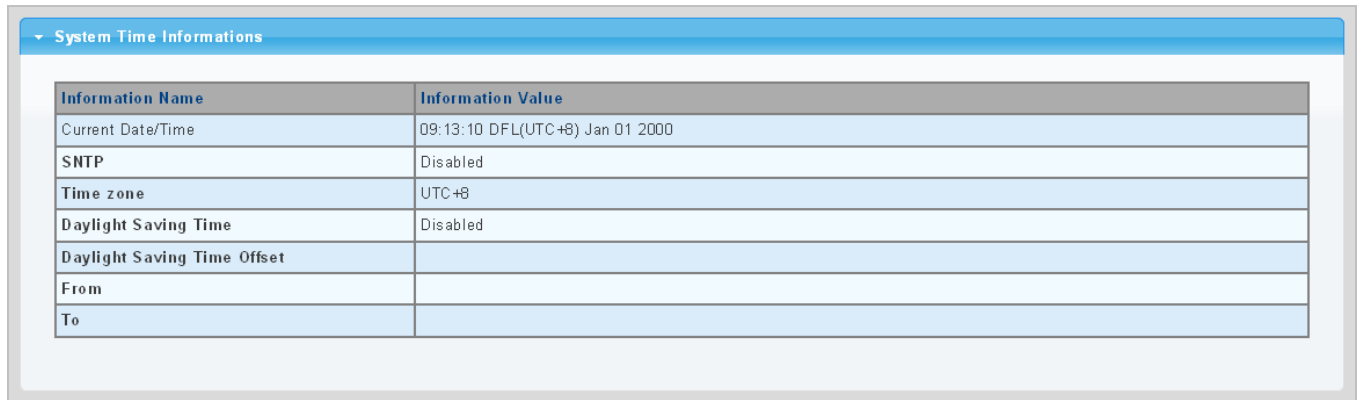 System Time Informations
Information Name Information Value
Current Date/Time 09:13:10 DFL(UTC+8) Jan 01 2000
SNTP Disabled
Time zone UTC+8
Daylight Saving Time Disabled
Daylight Saving Time Offset
From
To